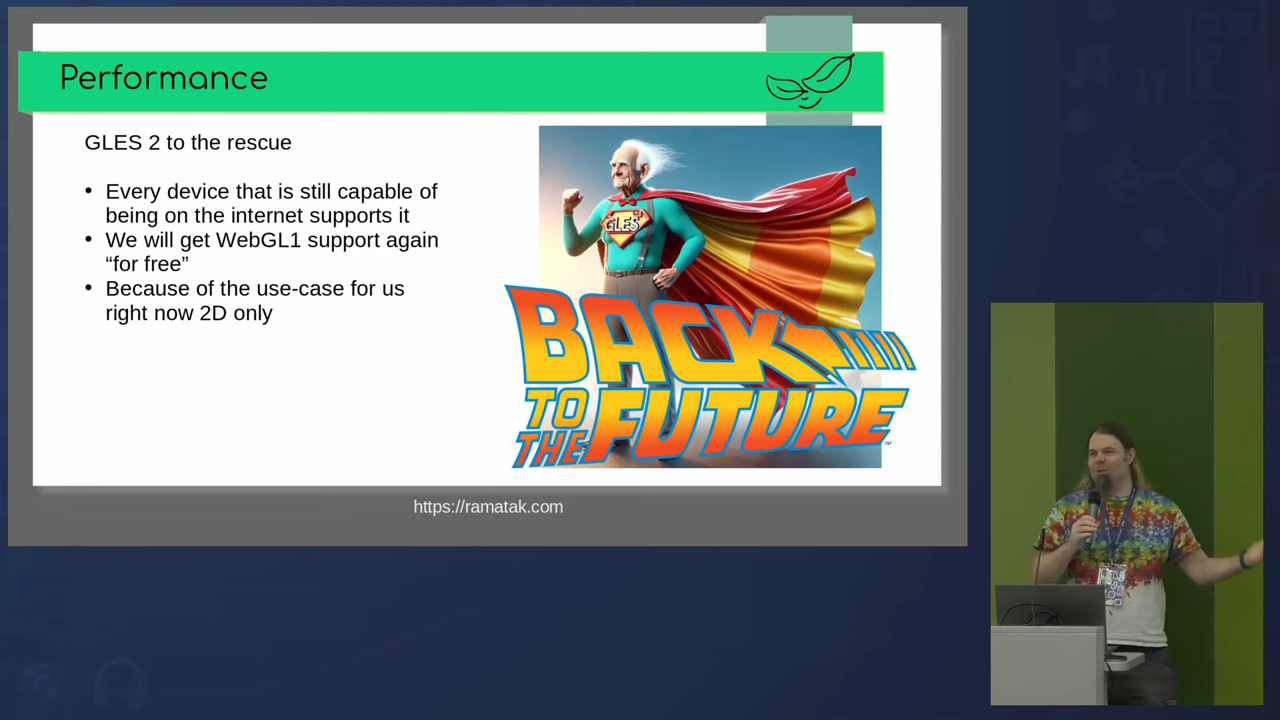 Performance
GLES 2 to the rescue
• Every device that is still capable of
being on the internet supports it
• We will get WebGL1 support again
“for free”
• Because of the use-case for us
right now 2D only
GLES
BACK
TO
THE FUTURE
™
https://ramatak.com